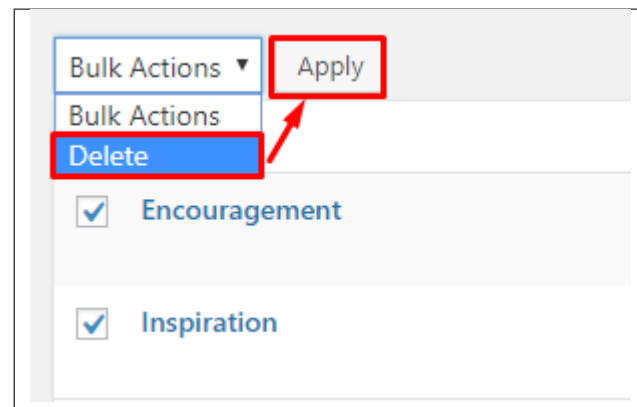 Bulk Actions Apply
Bulk Actions
Delete
Encouragement
Inspiration